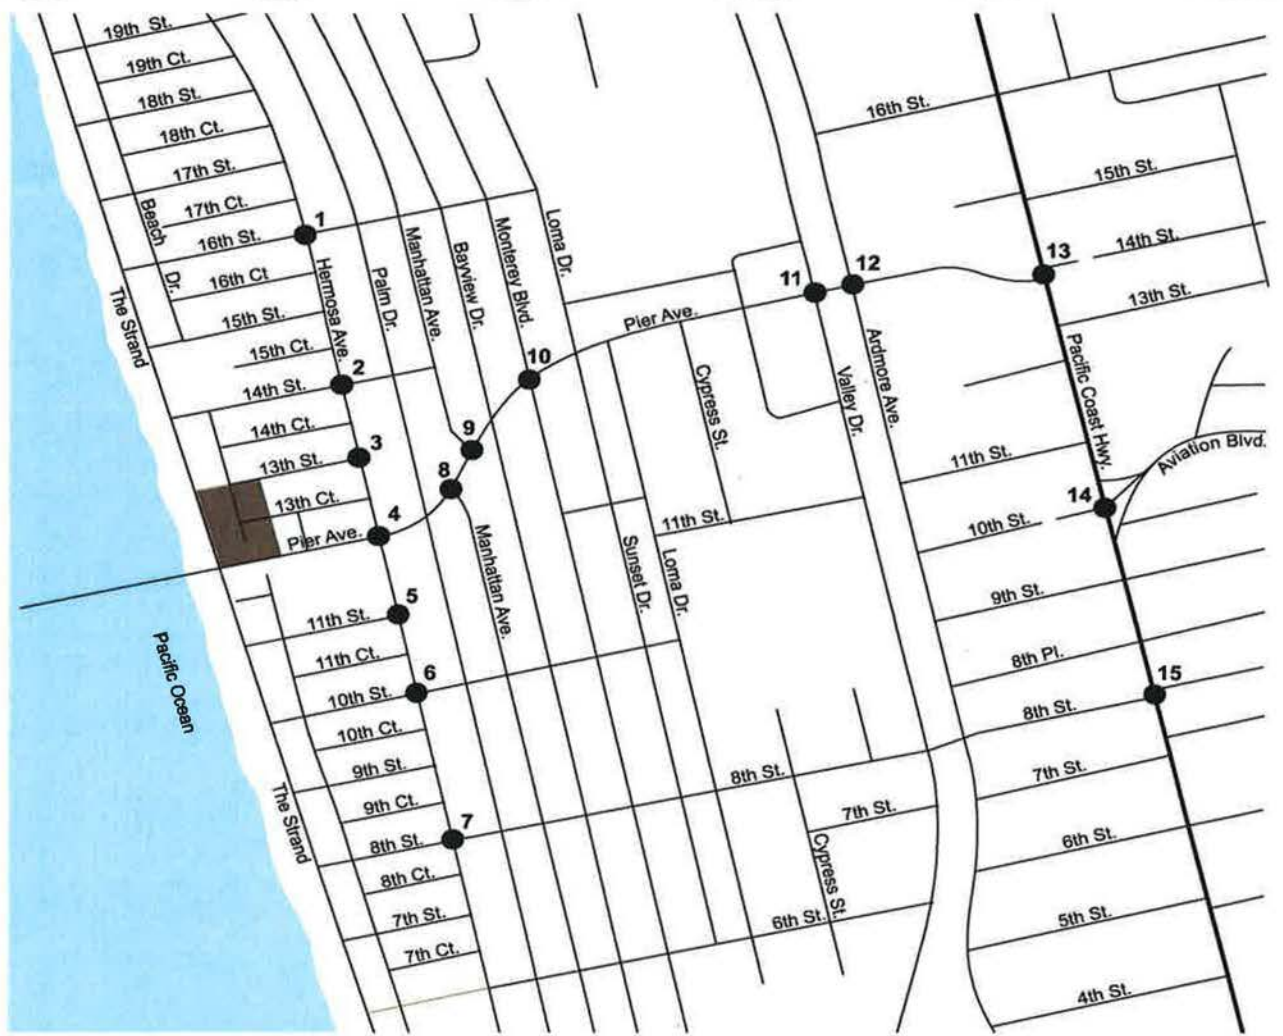 19th St.
19th Ct.
18th St.
18th Ct.
17th St.
17th Ct.
16th St.
16th Ct
15th St.
15th Ct.
14th St.
14th Ct.
13th St.
13th Ct.
Pier Ave.
11th St.
11th Ct.
10th St.
10th Ct.
9th St.
9th Ct.
8th St.
8th Ct.
7th St.
7th Ct.
Beach
Dr.
The Strand
The Strand
Pacific Ocean
Hermosa Ave.
Palm Dr.
Manhattan Ave.
Bayview Dr.
Monterey Blvd.
Loma Dr.
1
2
3
4
5
6
7
8
9
10
11
12
13
14
15
Manhattan Ave.
Pier Ave.
Cypress St.
11th St.
Sunset Dr.
Loma Dr.
8th St.
7th St.
Cypress St.
6th St.
Valley Dr.
Ardmore Ave.
Pacific Coast Hwy.
Aviation Blvd.
16th St.
15th St.
14th St.
13th St.
11th St.
10th St.
9th St.
8th Pl.
8th St.
7th St.
6th St.
5th St.
4th St.